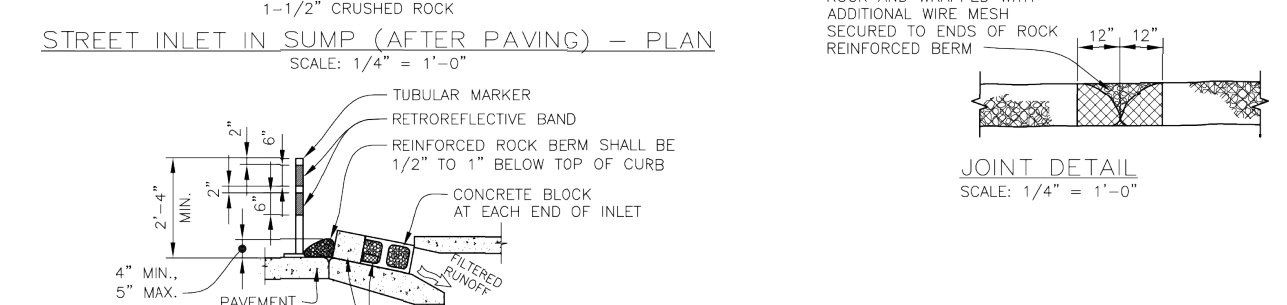 1-1/2" CRUSHED ROCK
STREET INLET IN SUMP (AFTER PAVING) – PLAN
SCALE: 1/4" = 1'-0"
TUBULAR MARKER
RETROREFLECTIVE BAND
REINFORCED ROCK BERM SHALL BE
1/2" TO 1" BELOW TOP OF CURB
CONCRETE BLOCK
AT EACH END OF INLET
2"
6"
2"
6"
2'-4"
MIN.
4" MIN.,
5" MAX.
PAVEMENT
FILTERED
RUNOFF
ROCK AND WRAPPED WITH
ADDITIONAL WIRE MESH
SECURED TO ENDS OF ROCK
REINFORCED BERM
12" 12"
JOINT DETAIL
SCALE: 1/4" = 1'-0"